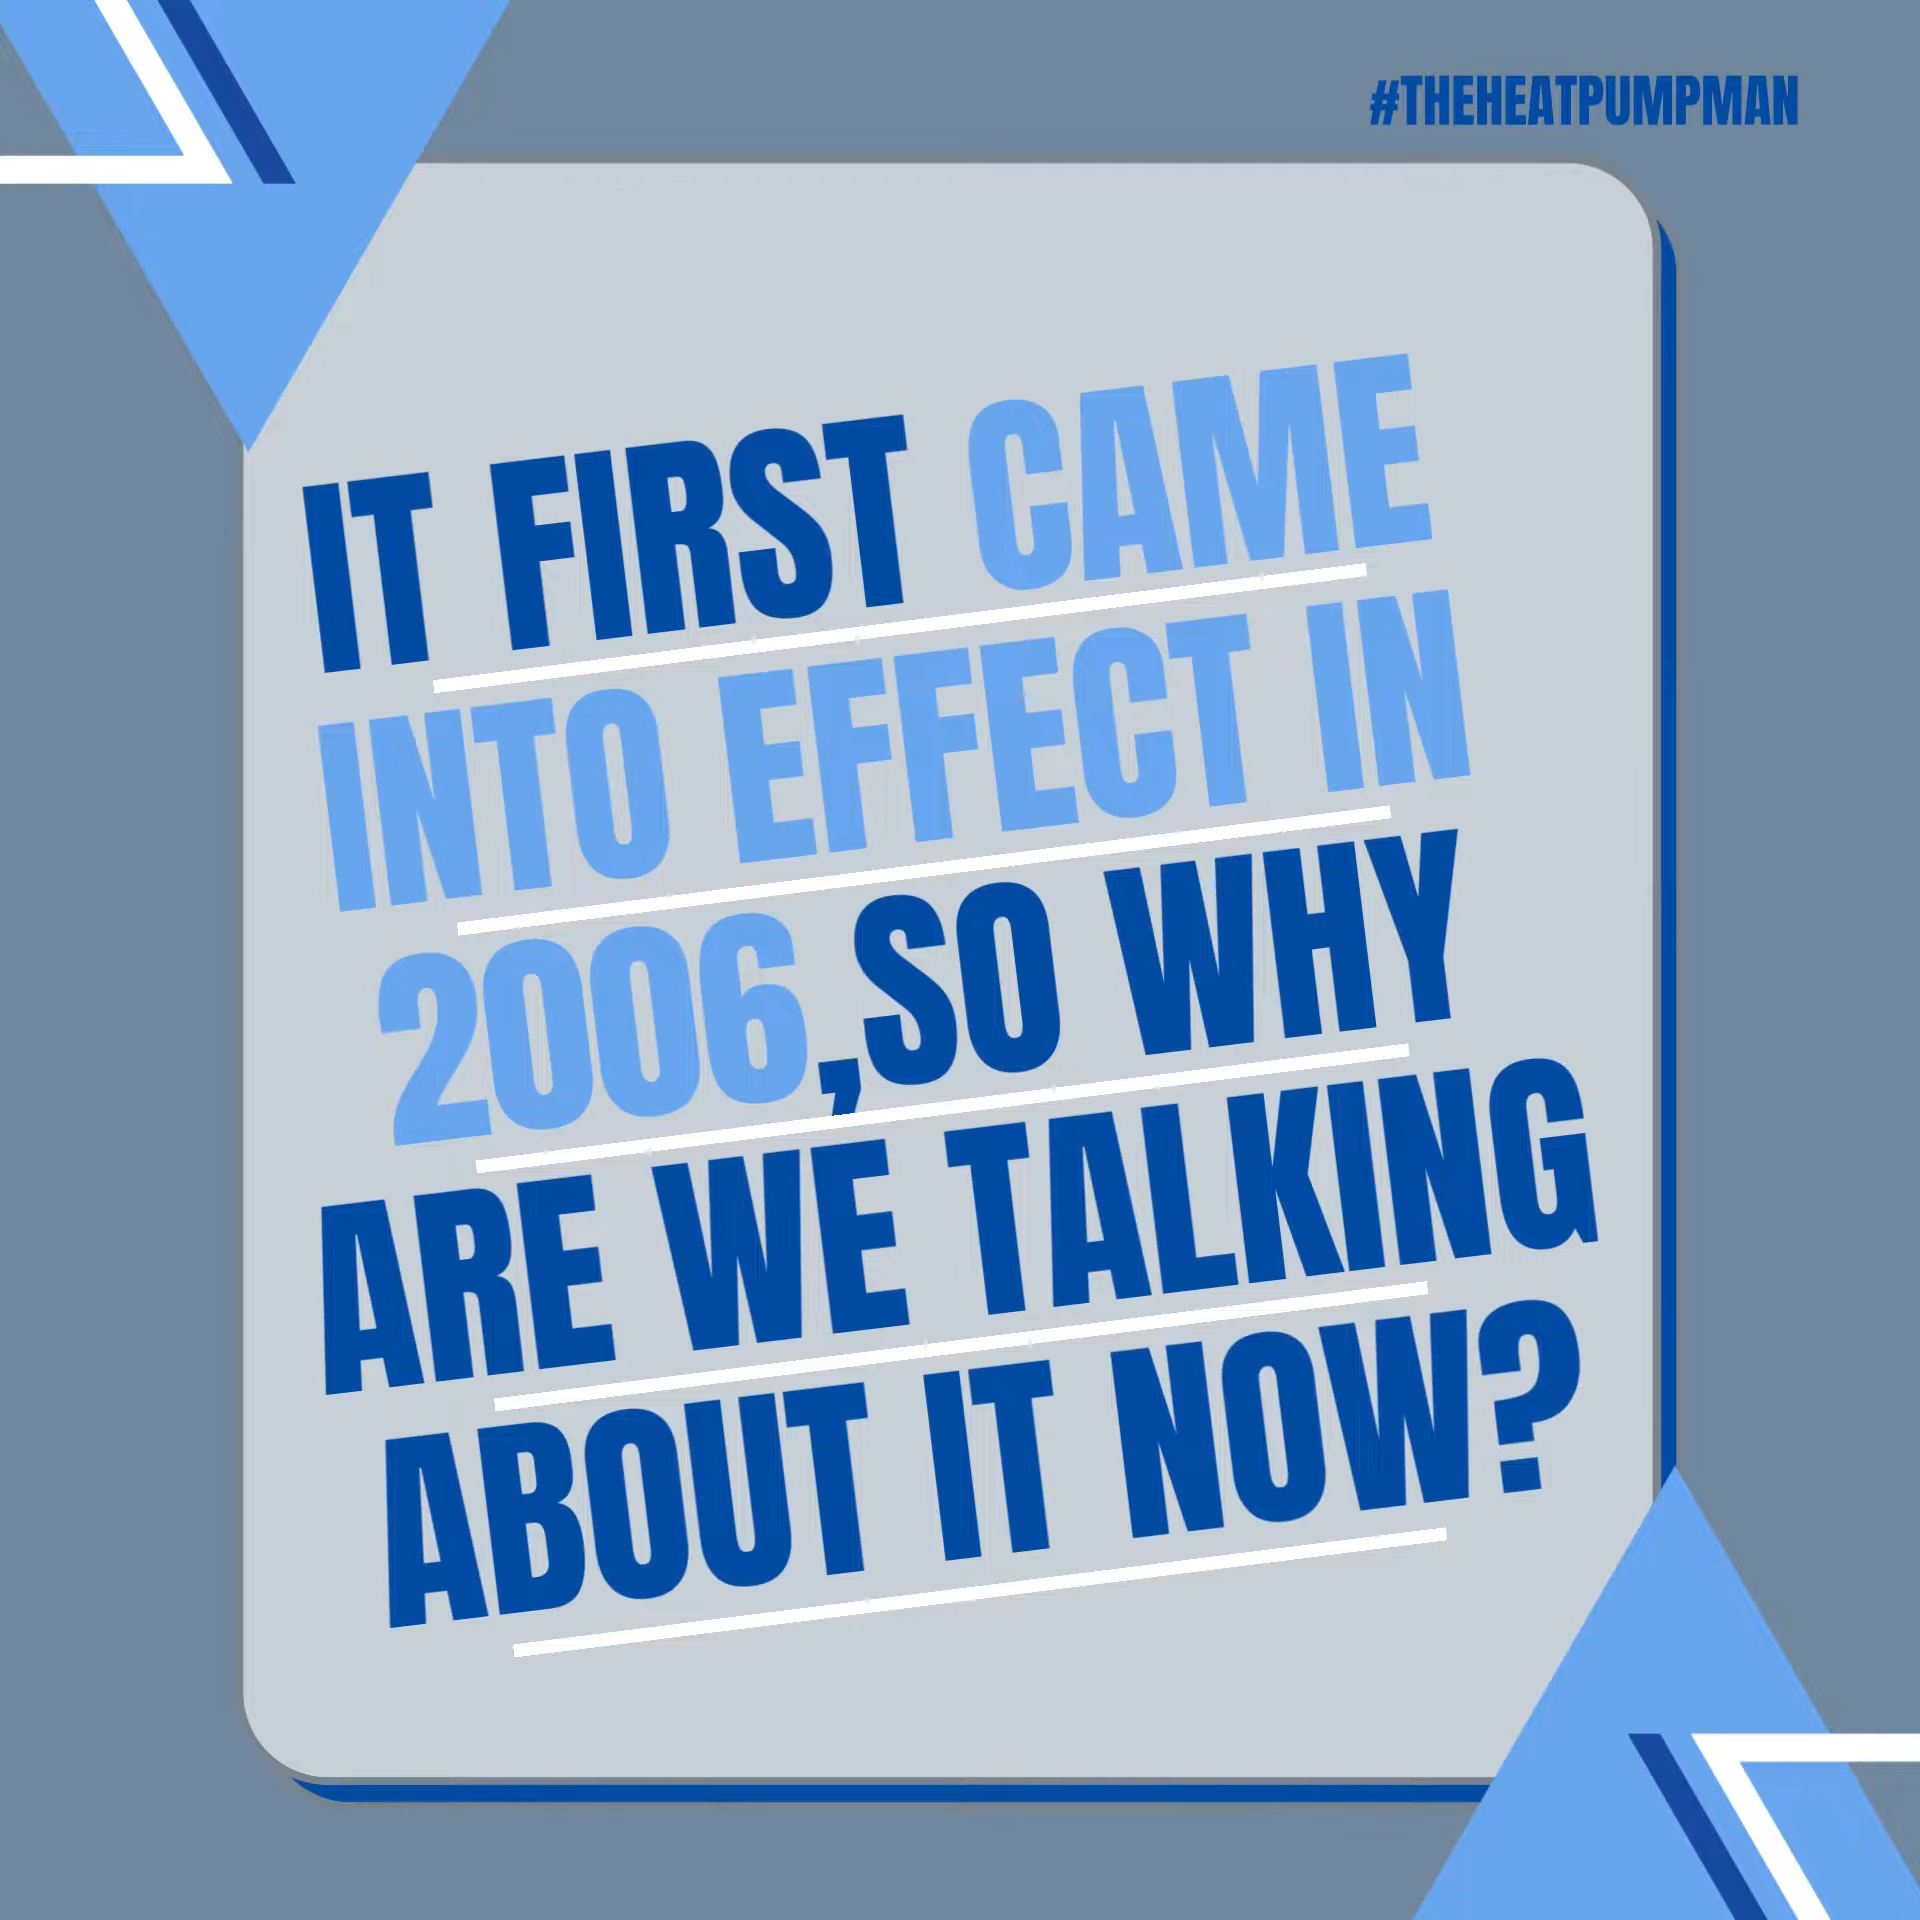 #THEHEATPUMPMAN
IT FIRST CAME
INTO EFFECT IN
2006,SO WHY
ARE WE TALKING
ABOUT IT NOW?